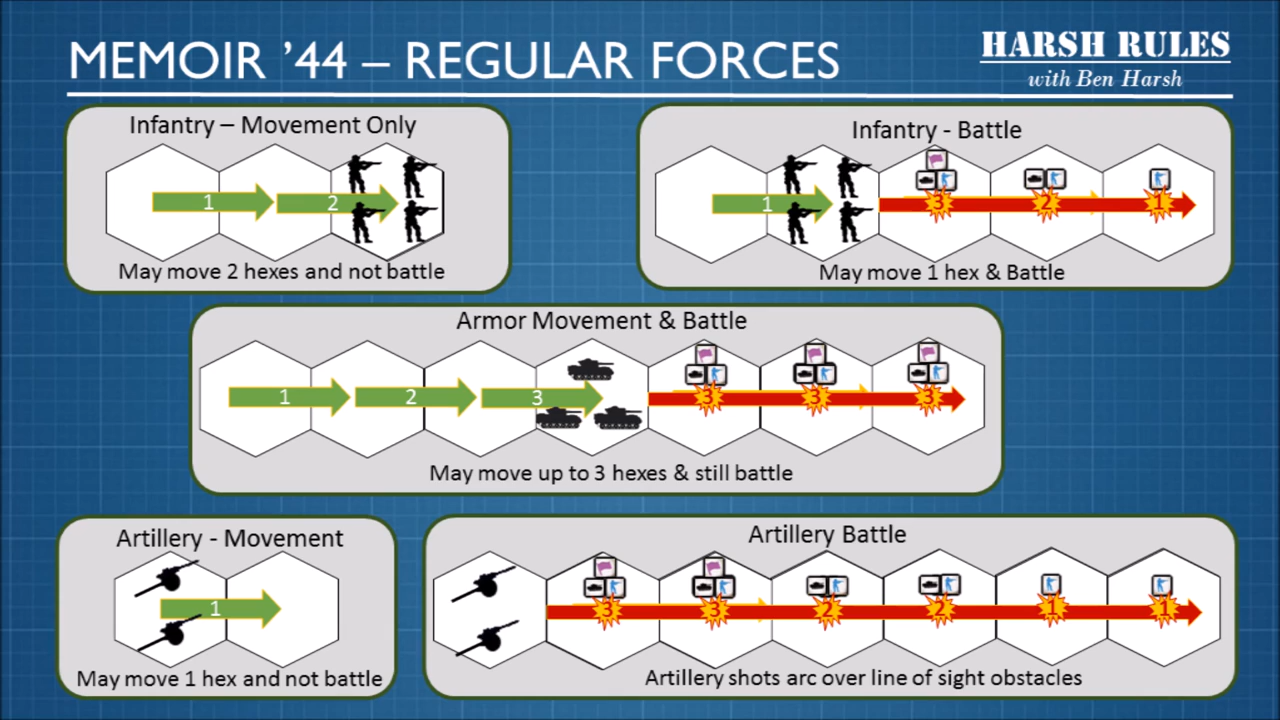 MEMOIR ’44 – REGULAR FORCES
HARSH RULES
with Ben Harsh
Infantry – Movement Only
1 2
May move 2 hexes and not battle
Infantry - Battle
1 3 2 1
May move 1 hex & Battle
Armor Movement & Battle
1 2 3 3 3 3
May move up to 3 hexes & still battle
Artillery - Movement
1
May move 1 hex and not battle
Artillery Battle
3 3 2 2 1 1
Artillery shots arc over line of sight obstacles